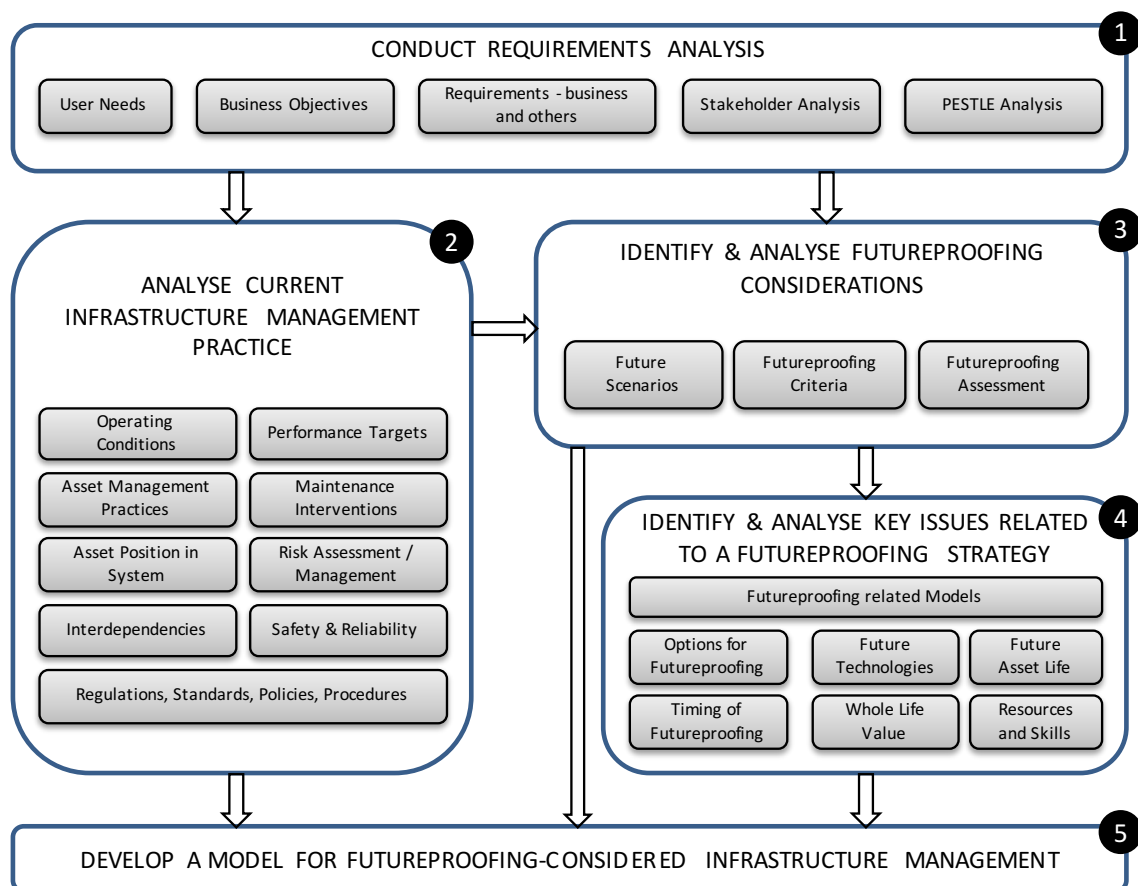 1
CONDUCT REQUIREMENTS ANALYSIS
User Needs
Business Objectives
Requirements - business
and others
Stakeholder Analysis
PESTLE Analysis
2
ANALYSE CURRENT
INFRASTRUCTURE MANAGEMENT
PRACTICE
Operating
Conditions
Performance Targets
Asset Management
Practices
Maintenance
Interventions
Asset Position in
System
Risk Assessment /
Management
Interdependencies
Safety & Reliability
Regulations, Standards, Policies, Procedures
3
IDENTIFY & ANALYSE FUTUREPROOFING
CONSIDERATIONS
Future
Scenarios
Futureproofing
Criteria
Futureproofing
Assessment
4
IDENTIFY & ANALYSE KEY ISSUES RELATED
TO A FUTUREPROOFING STRATEGY
Futureproofing related Models
Options for
Futureproofing
Future
Technologies
Future
Asset Life
Timing of
Futureproofing
Whole Life
Value
Resources
and Skills
5
DEVELOP A MODEL FOR FUTUREPROOFING-CONSIDERED INFRASTRUCTURE MANAGEMENT